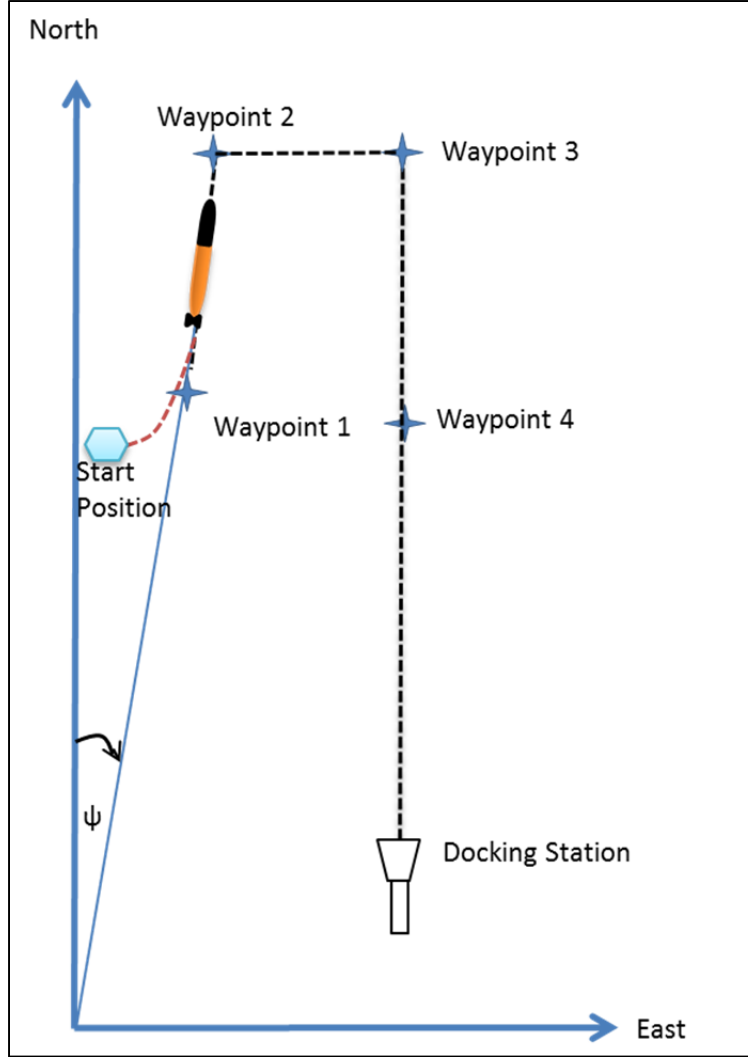 North
Waypoint 2
Waypoint 3
Waypoint 1
Waypoint 4
Start
Position
ψ
Docking Station
East